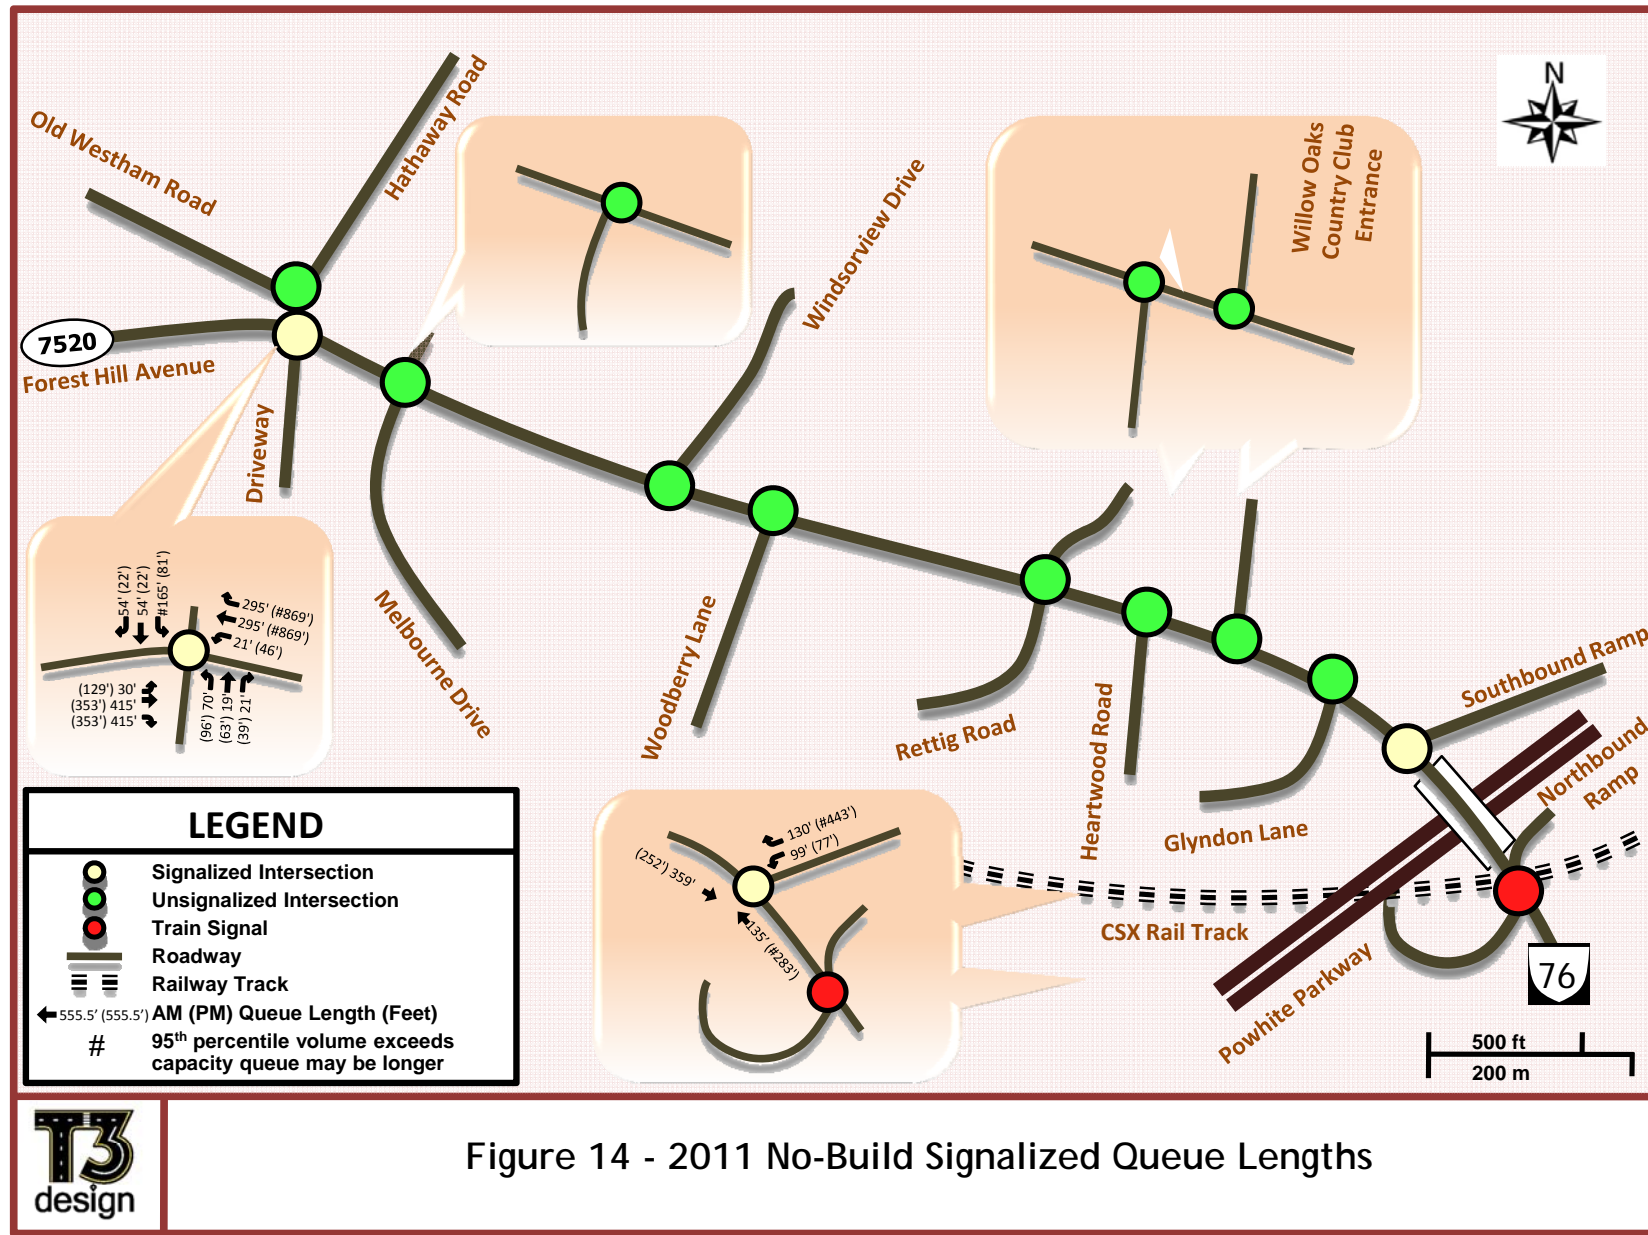 N
Old Westham Road
Hathaway Road
Windsorview Drive
Willow Oaks
Country Club
Entrance
7520
Forest Hill Avenue
Driveway
54' (22')
54' (22')
#165' (81')
295' (#869')
295' (#869')
21' (46')
(129') 30'
(353') 415'
(353') 415'
(96') 70'
(63') 19'
(39') 21'
Melbourne Drive
Woodberry Lane
Rettig Road
Heartwood Road
Glyndon Lane
Southbound Ramp
Northbound
Ramp
CSX Rail Track
Powhite Parkway
76
130' (#443')
99' (77')
(252') 359'
135' (#283')
500 ft
200 m
LEGEND
Signalized Intersection
Unsignalized Intersection
Train Signal
Roadway
Railway Track
555.5' (555.5') AM (PM) Queue Length (Feet)
# 95th percentile volume exceeds
capacity queue may be longer
T3
design
Figure 14 - 2011 No-Build Signalized Queue Lengths